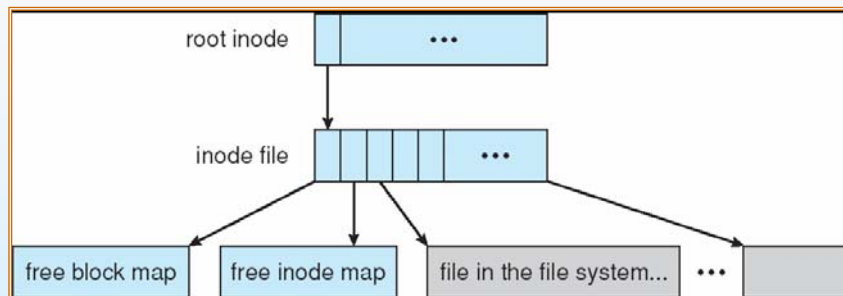 root inode
•••
inode file
•••
free block map
free inode map
file in the file system...
•••